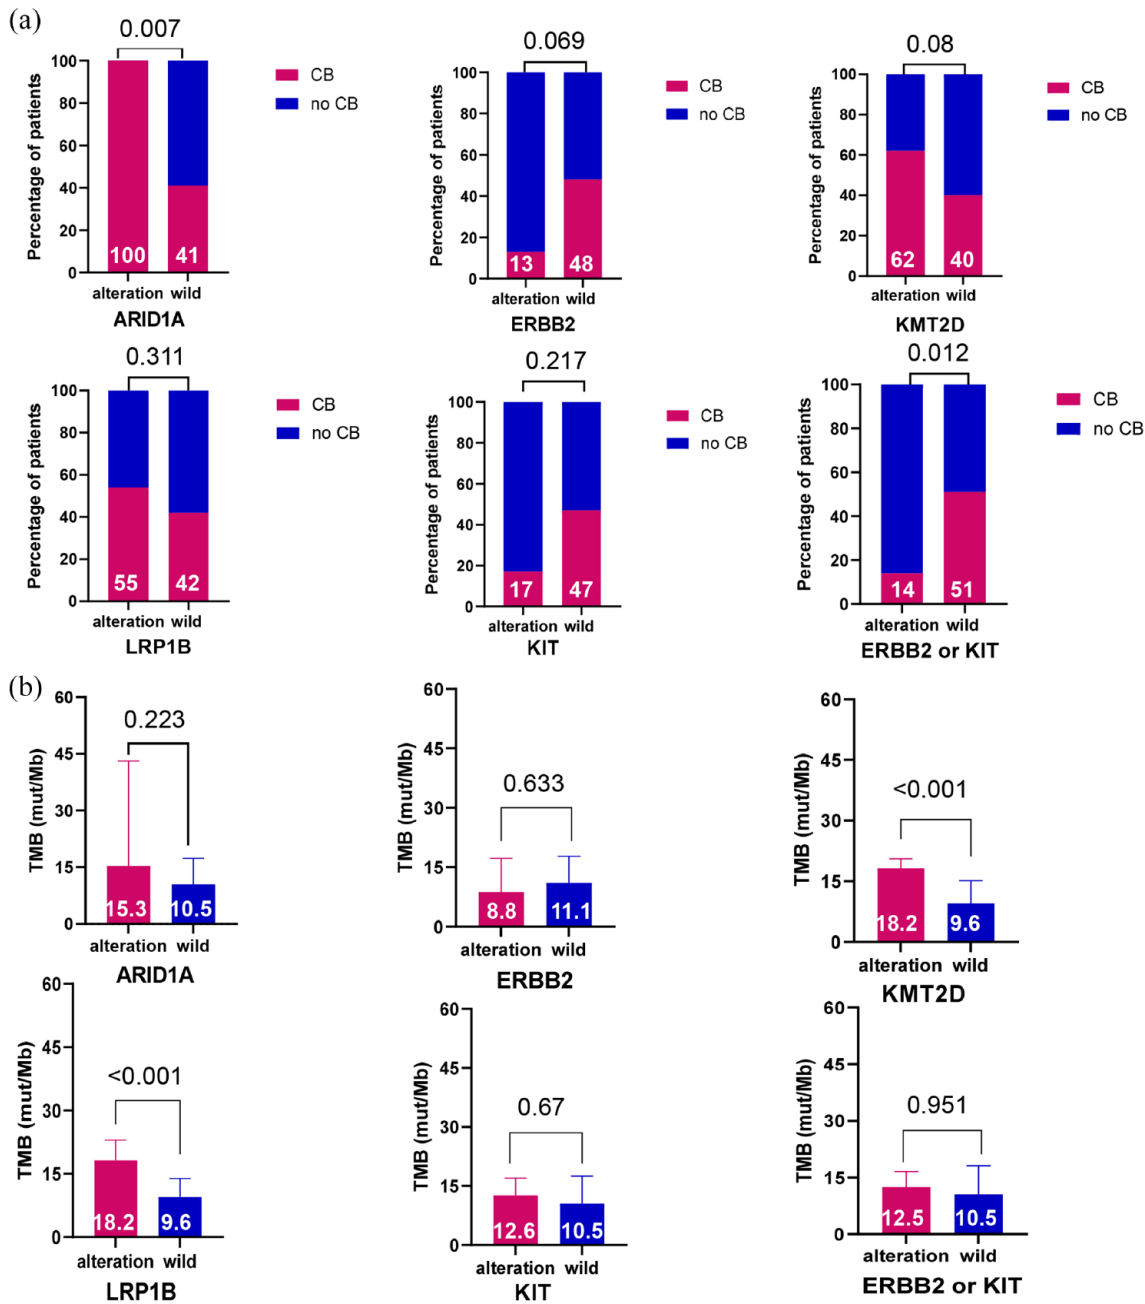 (a)
0.007
100
80
60
40
20
0
Percentage of patients
100
41
alteration wild
ARID1A
CB
no CB
0.069
100
80
60
40
20
0
Percentage of patients
13
48
alteration wild
ERBB2
CB
no CB
0.08
100
80
60
40
20
0
Percentage of patients
62
40
alteration wild
KMT2D
CB
no CB
0.311
100
80
60
40
20
0
Percentage of patients
55
42
alteration wild
LRP1B
CB
no CB
0.217
100
80
60
40
20
0
Percentage of patients
17
47
alteration wild
KIT
CB
no CB
0.012
100
80
60
40
20
0
Percentage of patients
14
51
alteration wild
ERBB2 or KIT
CB
no CB
(b)
60
45
30
15
0
TMB (mut/Mb)
0.223
15.3
10.5
alteration wild
ARID1A
60
45
30
15
0
TMB (mut/Mb)
0.633
8.8
11.1
alteration wild
ERBB2
60
45
30
15
0
TMB (mut/Mb)
<0.001
18.2
9.6
alteration wild
KMT2D
60
45
30
15
0
TMB (mut/Mb)
<0.001
18.2
9.6
alteration wild
LRP1B
60
45
30
15
0
TMB (mut/Mb)
0.67
12.6
10.5
alteration wild
KIT
60
45
30
15
0
TMB (mut/Mb)
0.951
12.5
10.5
alteration wild
ERBB2 or KIT